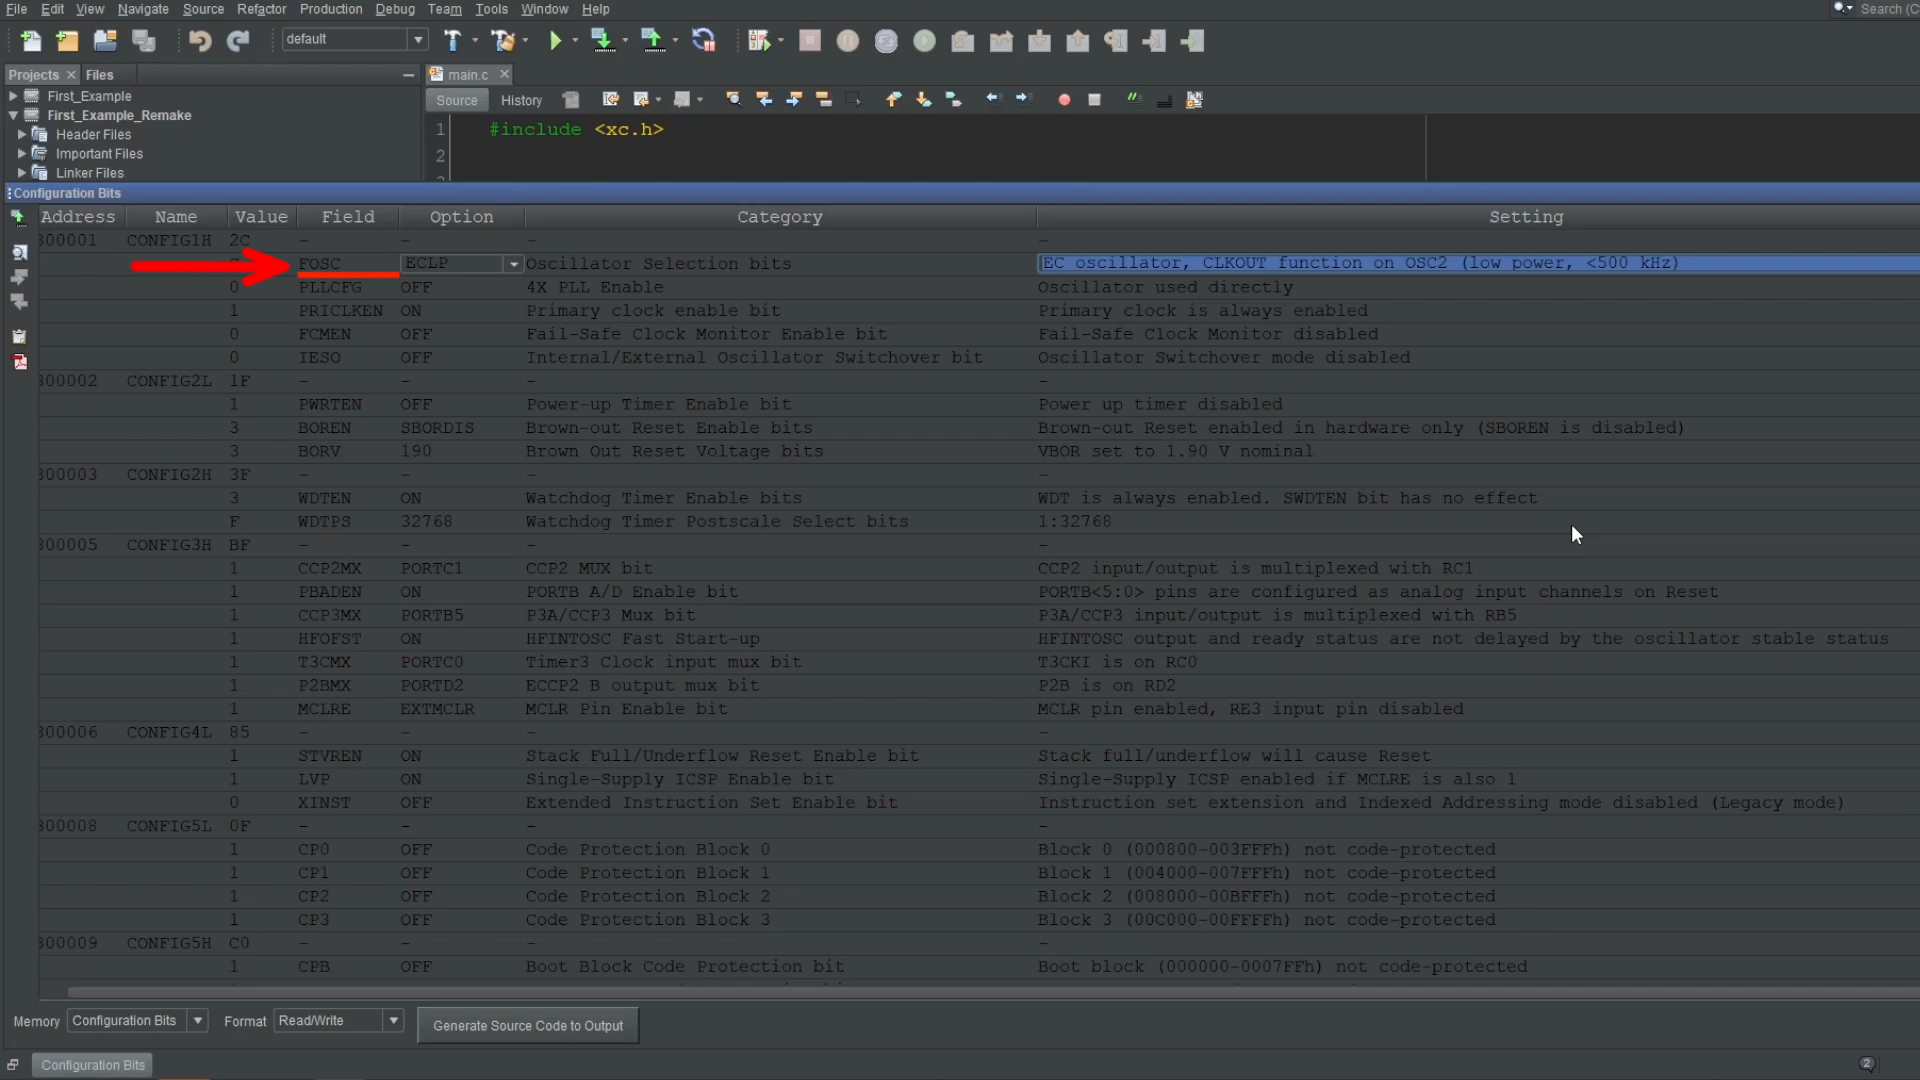 File Edit View Navigate Source Refactor Production Debug Team Tools Window Help
Search (C
default
Projects Files main.c
Source History
First_Example
First_Example_Remake
Header Files
Important Files
Linker Files
1 #include <xc.h>
2
Configuration Bits
Address Name Value Field Option Category Setting
300001 CONFIG1H 2C - - - -
FOSC ECLP Oscillator Selection bits EC oscillator, CLKOUT function on OSC2 (low power, <500 kHz)
0 PLLCFG OFF 4X PLL Enable Oscillator used directly
1 PRICLKEN ON Primary clock enable bit Primary clock is always enabled
0 FCMEN OFF Fail-Safe Clock Monitor Enable bit Fail-Safe Clock Monitor disabled
0 IESO OFF Internal/External Oscillator Switchover bit Oscillator Switchover mode disabled
300002 CONFIG2L 1F - - - -
1 PWRTEN OFF Power-up Timer Enable bit Power up timer disabled
3 BOREN SBORDIS Brown-out Reset Enable bits Brown-out Reset enabled in hardware only (SBOREN is disabled)
3 BORV 190 Brown Out Reset Voltage bits VBOR set to 1.90 V nominal
300003 CONFIG2H 3F - - - -
3 WDTEN ON Watchdog Timer Enable bits WDT is always enabled. SWDTEN bit has no effect
F WDTPS 32768 Watchdog Timer Postscale Select bits 1:32768
300005 CONFIG3H BF - - - -
1 CCP2MX PORTC1 CCP2 MUX bit CCP2 input/output is multiplexed with RC1
1 PBADEN ON PORTB A/D Enable bit PORTB<5:0> pins are configured as analog input channels on Reset
1 CCP3MX PORTB5 P3A/CCP3 Mux bit P3A/CCP3 input/output is multiplexed with RB5
1 HFOFST ON HFINTOSC Fast Start-up HFINTOSC output and ready status are not delayed by the oscillator stable status
1 T3CMX PORTC0 Timer3 Clock input mux bit T3CKI is on RC0
1 P2BMX PORTD2 ECCP2 B output mux bit P2B is on RD2
1 MCLRE EXTMCLR MCLR Pin Enable bit MCLR pin enabled, RE3 input pin disabled
300006 CONFIG4L 85 - - - -
1 STVREN ON Stack Full/Underflow Reset Enable bit Stack full/underflow will cause Reset
1 LVP ON Single-Supply ICSP Enable bit Single-Supply ICSP enabled if MCLRE is also 1
0 XINST OFF Extended Instruction Set Enable bit Instruction set extension and Indexed Addressing mode disabled (Legacy mode)
300008 CONFIG5L 0F - - - -
1 CP0 OFF Code Protection Block 0 Block 0 (000800-003FFFh) not code-protected
1 CP1 OFF Code Protection Block 1 Block 1 (004000-007FFFh) not code-protected
1 CP2 OFF Code Protection Block 2 Block 2 (008000-00BFFFh) not code-protected
1 CP3 OFF Code Protection Block 3 Block 3 (00C000-00FFFFh) not code-protected
300009 CONFIG5H C0 - - - -
1 CPB OFF Boot Block Code Protection bit Boot block (000000-0007FFh) not code-protected
Memory Configuration Bits Format Read/Write Generate Source Code to Output
Configuration Bits 2